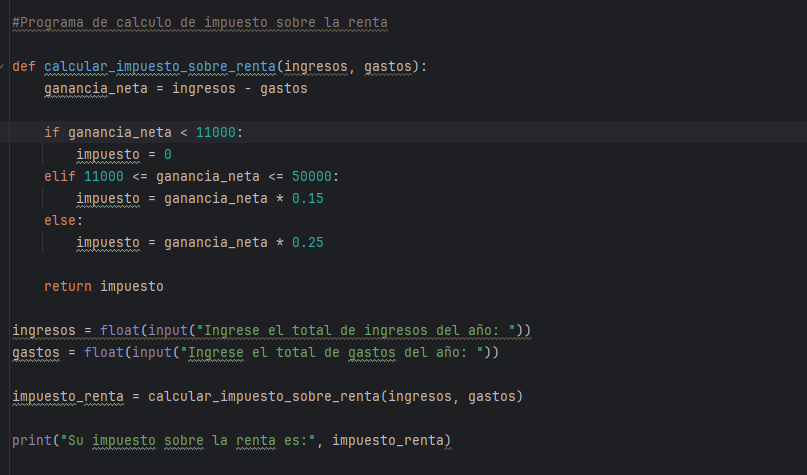 #Programa de calculo de impuesto sobre la renta
def calcular_impuesto_sobre_renta(ingresos, gastos):
ganancia_neta = ingresos - gastos
if ganancia_neta < 11000:
impuesto = 0
elif 11000 <= ganancia_neta <= 50000:
impuesto = ganancia_neta * 0.15
else:
impuesto = ganancia_neta * 0.25
return impuesto
ingresos = float(input("Ingrese el total de ingresos del año: "))
gastos = float(input("Ingrese el total de gastos del año: "))
impuesto_renta = calcular_impuesto_sobre_renta(ingresos, gastos)
print("Su impuesto sobre la renta es:", impuesto_renta)